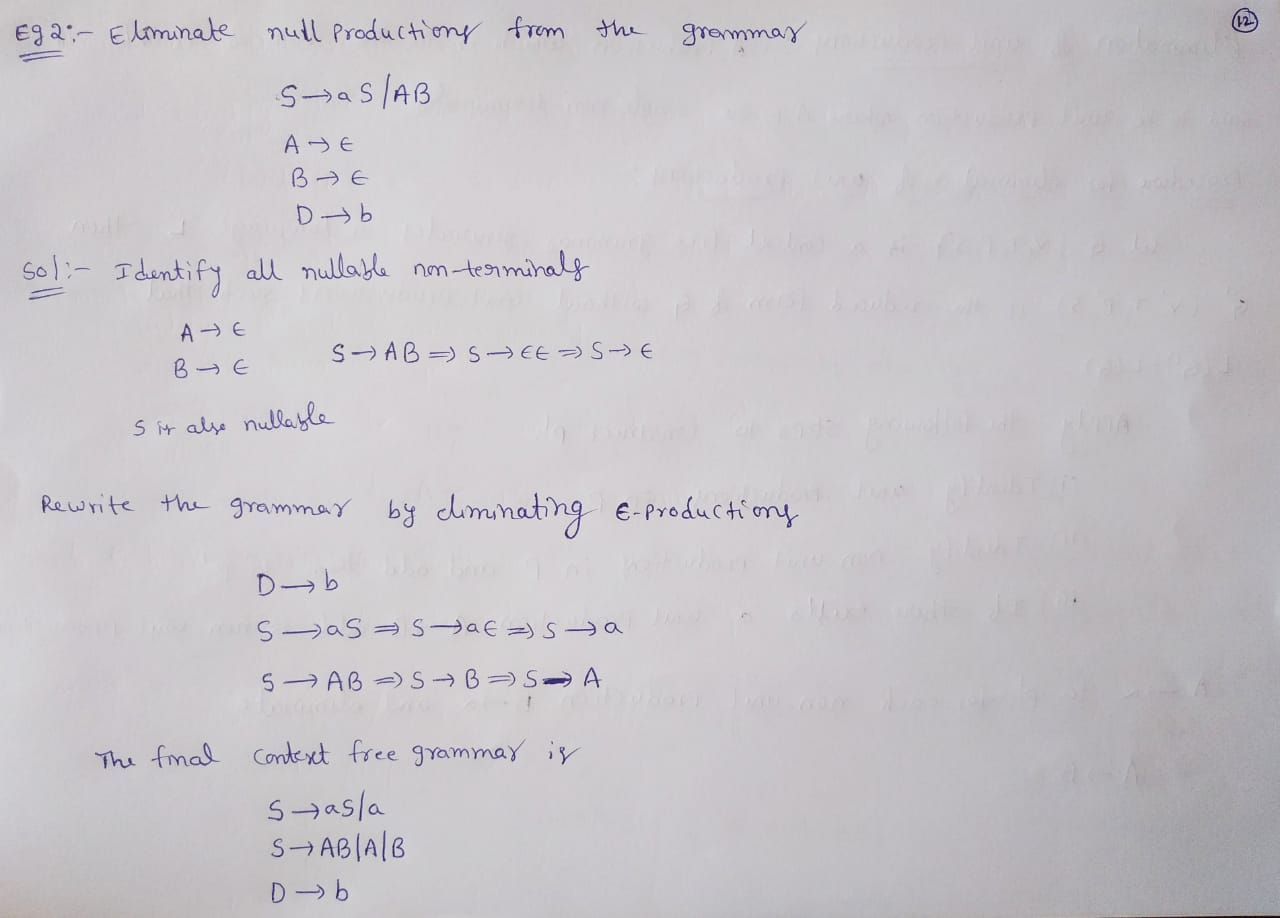 12
Eg 2:- Eliminate null productions from the grammar
S → aS/AB
A → ϵ
B → ϵ
D → b
Sol:- Identify all nullable non-terminals
A → ϵ
B → ϵ
S → AB ⇒ S → ϵϵ ⇒ S → ϵ
S is also nullable
Rewrite the grammar by eliminating ϵ-productions
D → b
S → aS ⇒ S → aϵ ⇒ S → a
S → AB ⇒ S → B ⇒ S → A
The final context free grammar is
S → aS/a
S → AB/A/B
D → b